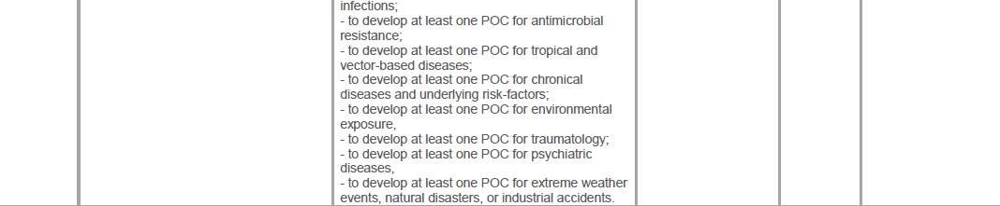 infections;
- to develop at least one POC for antimicrobial
resistance;
- to develop at least one POC for tropical and
vector-based diseases;
- to develop at least one POC for chronical
diseases and underlying risk-factors;
- to develop at least one POC for environmental
exposure,
- to develop at least one POC for traumatology;
- to develop at least one POC for psychiatric
diseases,
- to develop at least one POC for extreme weather
events, natural disasters, or industrial accidents.